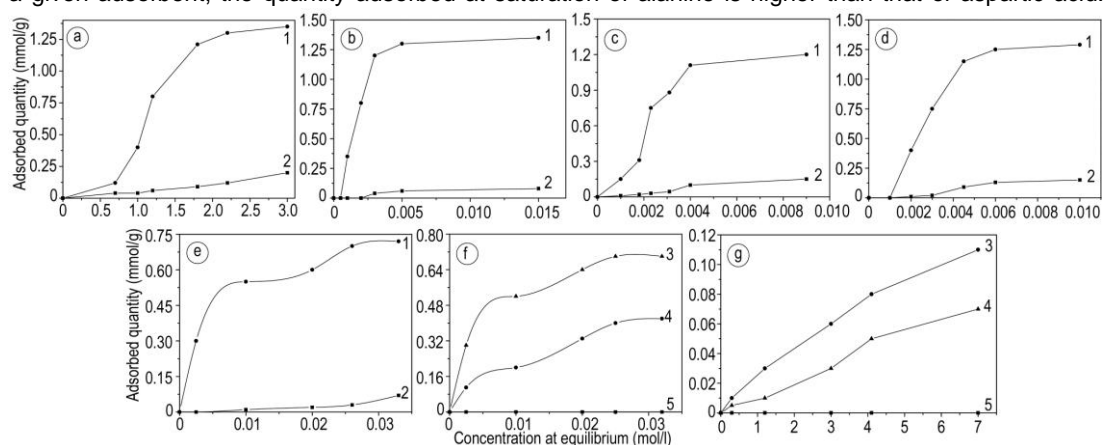 a given adsorbent, the quantity adsorbed at saturation of alanine is higher than that of aspartic acid.
a b c d
Adsorbed quantity (mmol/g)
1.25 1.00 0.75 0.50 0.25 0
0 0.5 1.0 1.5 2.0 2.5 3.0
1 2
1.50 1.25 1.00 0.75 0.50 0.25 0.00
0 0.005 0.010 0.015
1 2
1.5 1.2 0.9 0.6 0.3 0.0
0 0.002 0.004 0.006 0.008 0.010
1 2
1.50 1.25 1.00 0.75 0.50 0.25 0.00
0 0.002 0.004 0.006 0.008 0.010
1 2
e f g
Adsorbed quantity (mmol/g)
0.75 0.60 0.45 0.30 0.15 0
0 0.01 0.02 0.03
1 2
0.80 0.64 0.48 0.32 0.16 0
0 0.01 0.02 0.03
3 4 5
0.12 0.10 0.08 0.06 0.04 0.02 0.00
0 1 2 3 4 5 6 7
3 4 5
Concentration at equilibrium (mol/l)